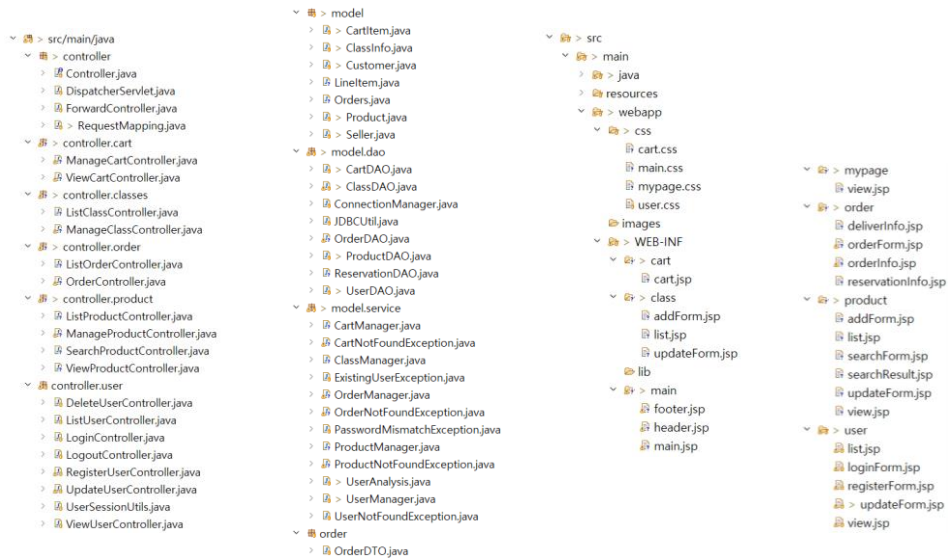 > src/main/java
> controller
Controller.java
> DispatcherServlet.java
ForwardController.java
> RequestMapping.java
> controller.cart
ManageCartController.java
ViewCartController.java
> controller.classes
ListClassController.java
ManageClassController.java
> controller.order
ListOrderController.java
OrderController.java
> controller.product
ListProductController.java
ManageProductController.java
SearchProductController.java
ViewProductController.java
controller.user
DeleteUserController.java
ListUserController.java
LoginController.java
LogoutController.java
RegisterUserController.java
UpdateUserController.java
UserSessionUtils.java
ViewUserController.java
> model
> CartItem.java
> ClassInfo.java
> Customer.java
LineItem.java
Orders.java
> Product.java
> Seller.java
> model.dao
> CartDAO.java
> ClassDAO.java
ConnectionManager.java
JDBCUtil.java
OrderDAO.java
> ProductDAO.java
ReservationDAO.java
> UserDAO.java
> model.service
CartManager.java
CartNotFoundException.java
ClassManager.java
ExistingUserException.java
OrderManager.java
OrderNotFoundException.java
PasswordMismatchException.java
ProductManager.java
ProductNotFoundException.java
> UserAnalysis.java
> UserManager.java
UserNotFoundException.java
order
OrderDTO.java
> src
> main
> java
resources
> webapp
> css
cart.css
main.css
mypage.css
user.css
images
> WEB-INF
> cart
cart.jsp
> class
addForm.jsp
list.jsp
updateForm.jsp
lib
> main
footer.jsp
header.jsp
main.jsp
> mypage
view.jsp
> order
deliverInfo.jsp
orderForm.jsp
orderInfo.jsp
reservationInfo.jsp
> product
addForm.jsp
list.jsp
searchForm.jsp
searchResult.jsp
updateForm.jsp
view.jsp
> user
list.jsp
loginForm.jsp
registerForm.jsp
> updateForm.jsp
view.jsp